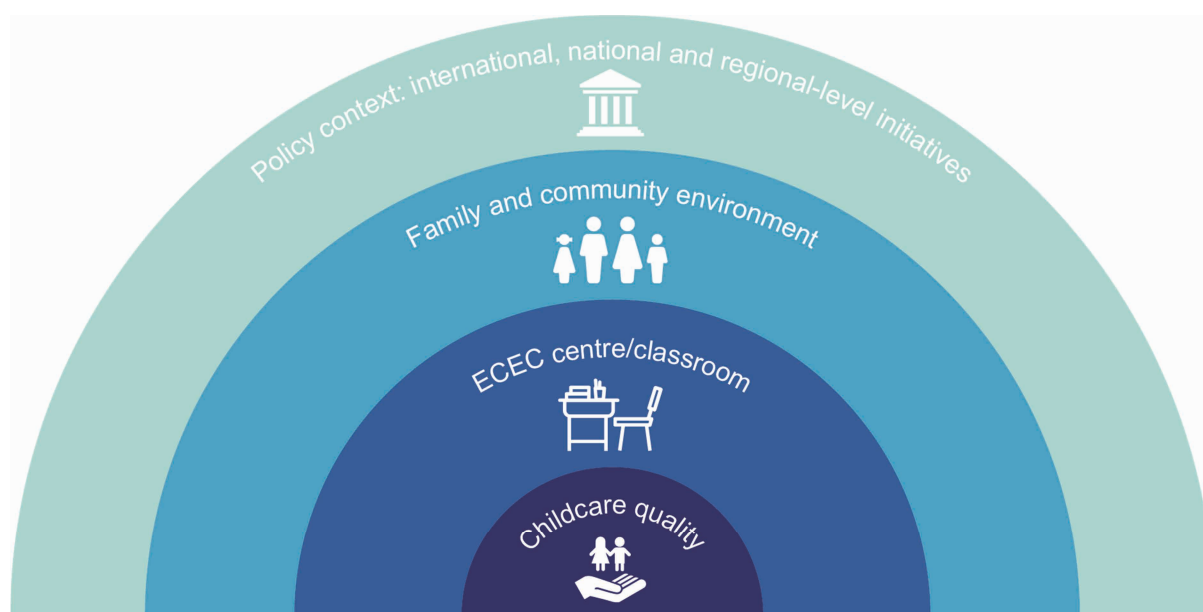 Policy context: international, national and regional-level initiatives
Family and community environment
ECEC centre/classroom
Childcare quality